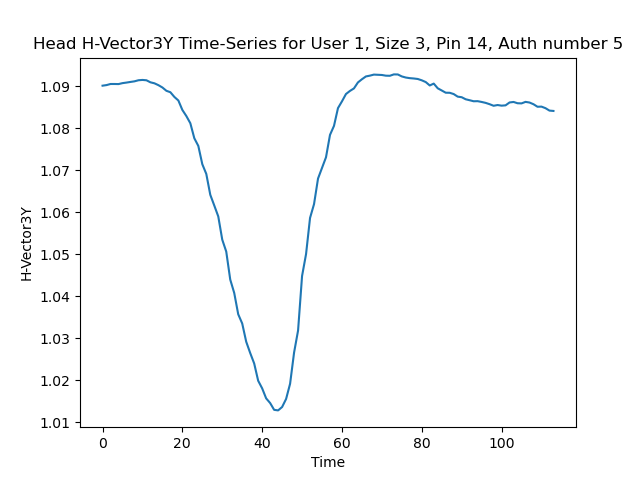 Head H-Vector3Y Time-Series for User 1, Size 3, Pin 14, Auth number 5
H-Vector3Y
1.09
1.08
1.07
1.06
1.05
1.04
1.03
1.02
1.01
0 20 40 60 80 100
Time